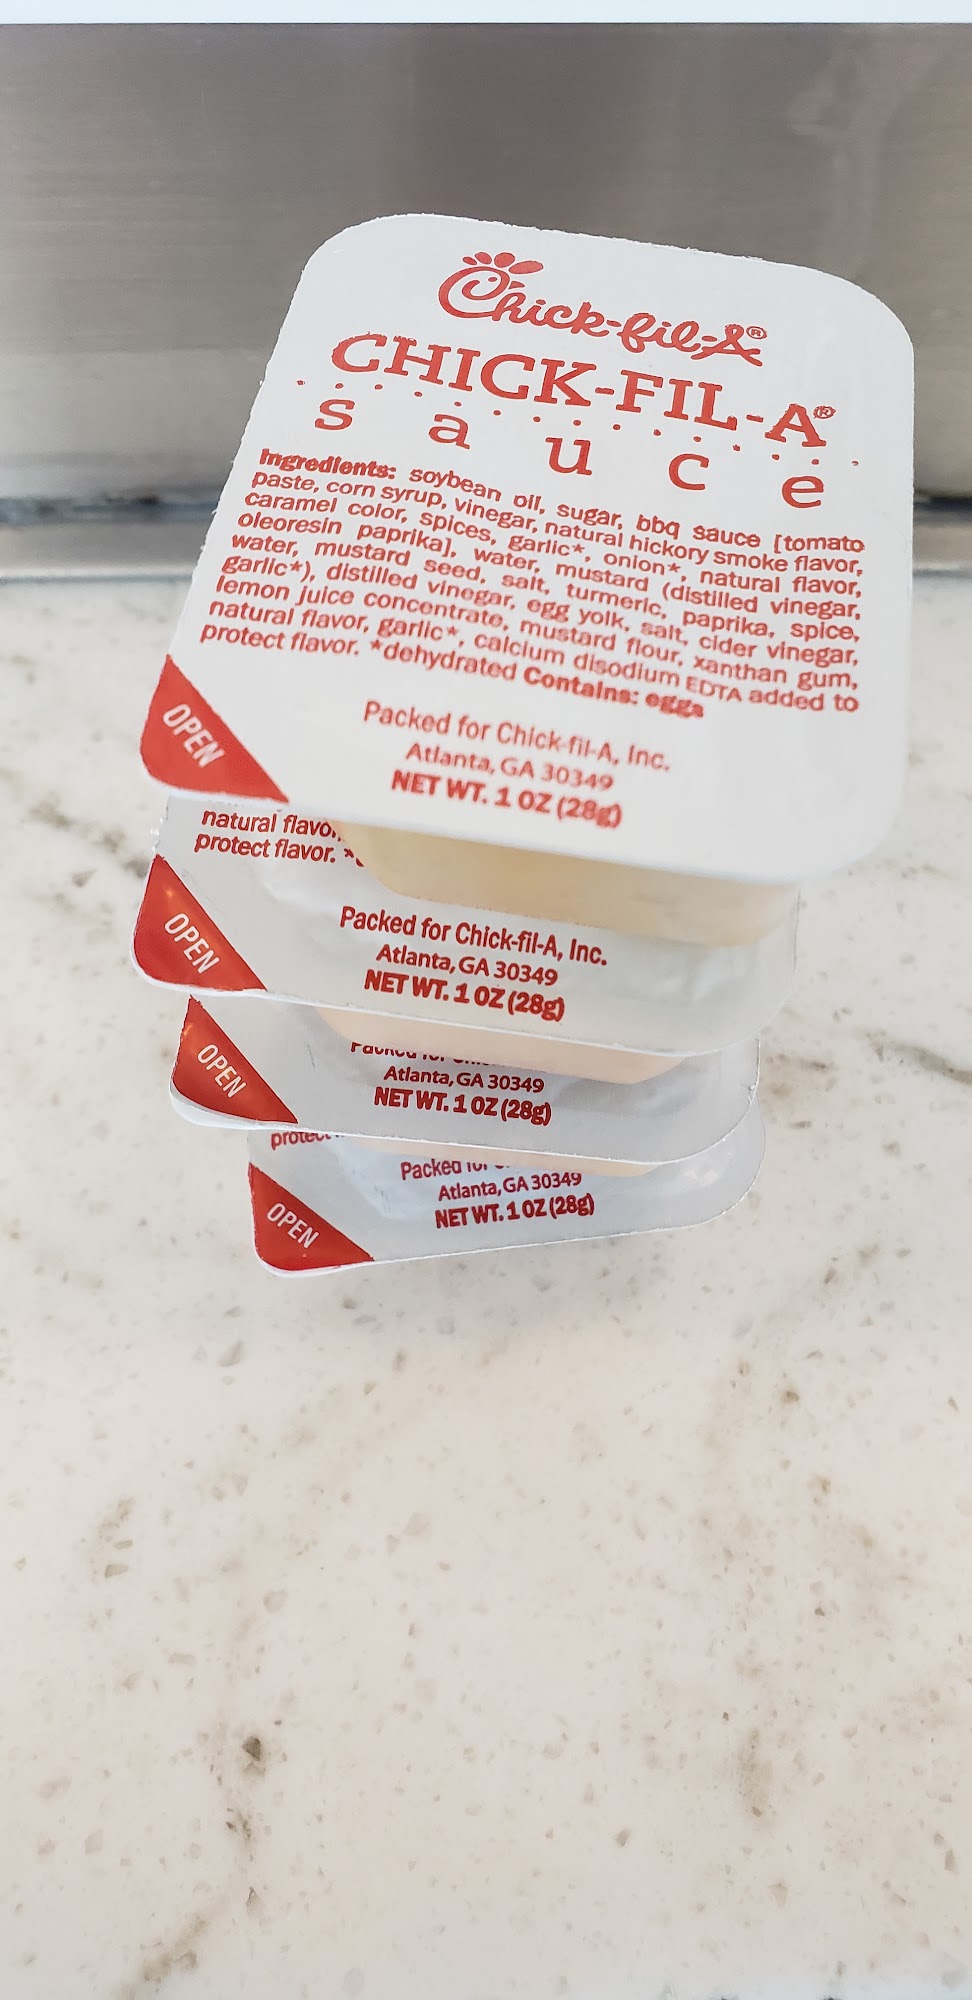 Chick-fil-A®
CHICK-FIL-A®
sauce
Ingredients: soybean oil, sugar, bbq sauce [tomato
paste, corn syrup, vinegar, natural hickory smoke flavor,
caramel color, spices, garlic*, onion*, natural flavor,
oleoresin paprika], water, mustard (distilled vinegar,
water, mustard seed, salt, turmeric, paprika, spice,
garlic*), distilled vinegar, egg yolk, salt, cider vinegar,
lemon juice concentrate, mustard flour, xanthan gum,
natural flavor, garlic*, calcium disodium EDTA added to
protect flavor. *dehydrated Contains: eggs
OPEN
Packed for Chick-fil-A, Inc.
Atlanta, GA 30349
NET WT. 1 OZ (28g)
natural flavor,
protect flavor. *
OPEN
Packed for Chick-fil-A, Inc.
Atlanta, GA 30349
NET WT. 1 OZ (28g)
OPEN
Atlanta, GA 30349
NET WT. 1 OZ (28g)
OPEN
Packed
Atlanta, GA 30349
NET WT. 1 OZ (28g)